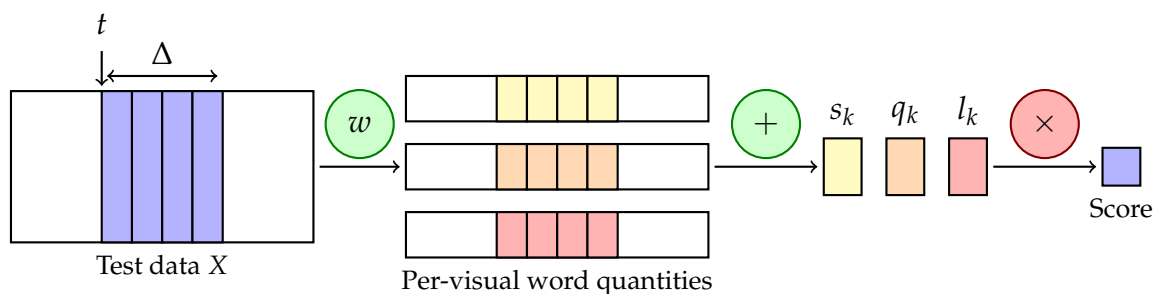 t
Δ
w
+
s_k q_k l_k
×
Test data X
Per-visual word quantities
Score